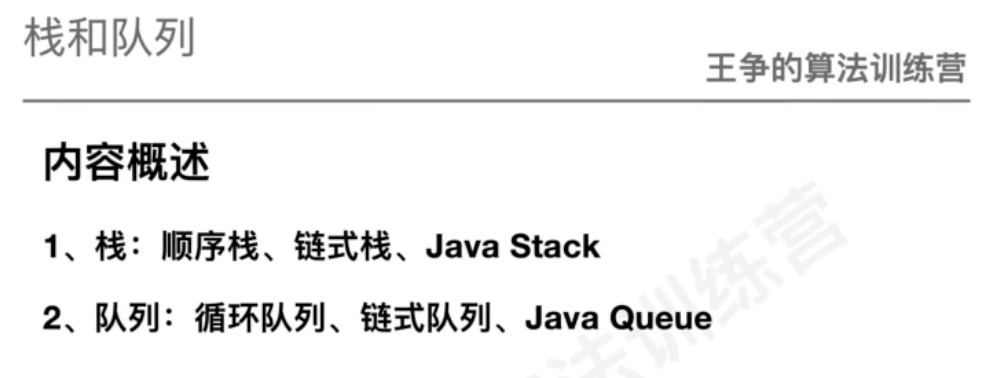 栈和队列
王争的算法训练营
内容概述
1、栈：顺序栈、链式栈、Java Stack
2、队列：循环队列、链式队列、Java Queue
法训练营